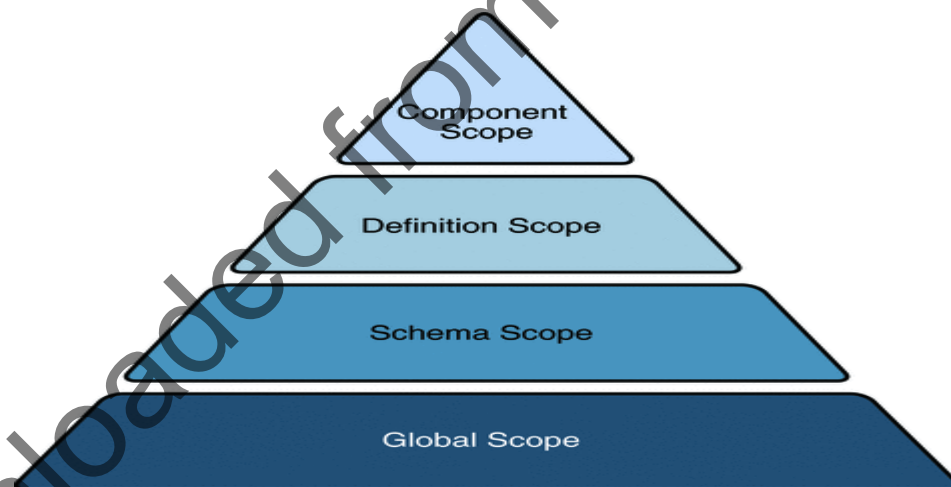 Component
Scope
Definition Scope
Schema Scope
Global Scope
loaded from